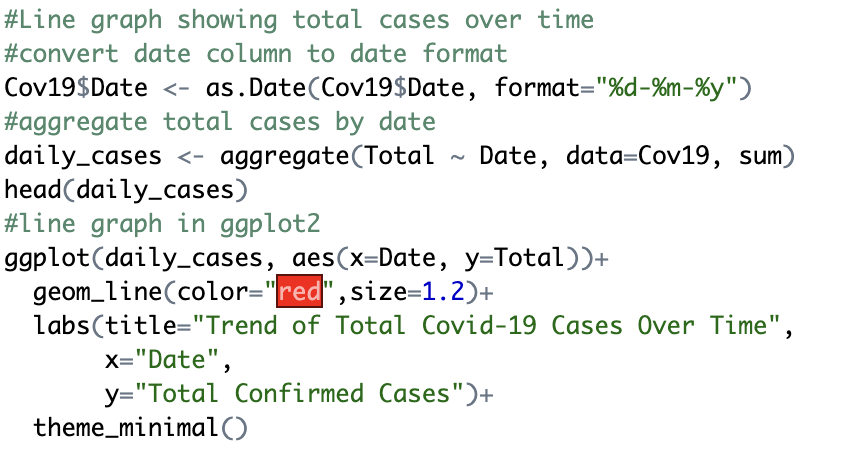 #Line graph showing total cases over time
#convert date column to date format
Cov19$Date <- as.Date(Cov19$Date, format="%d-%m-%y")
#aggregate total cases by date
daily_cases <- aggregate(Total ~ Date, data=Cov19, sum)
head(daily_cases)
#line graph in ggplot2
ggplot(daily_cases, aes(x=Date, y=Total))+
  geom_line(color="red",size=1.2)+
  labs(title="Trend of Total Covid-19 Cases Over Time",
       x="Date",
       y="Total Confirmed Cases")+
  theme_minimal()